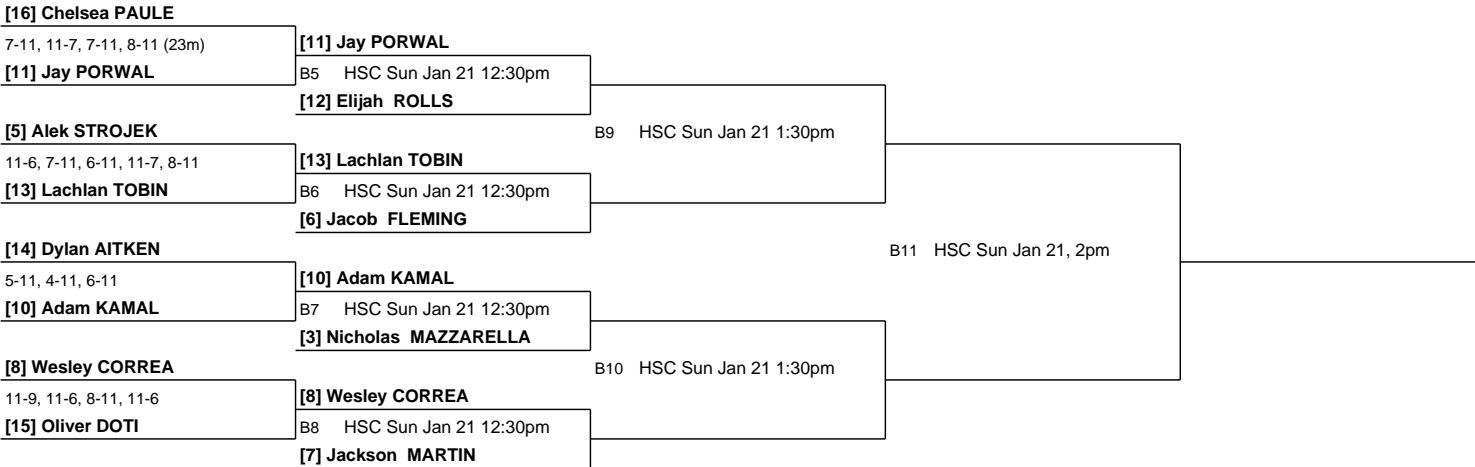 [16] Chelsea PAULE
7-11, 11-7, 7-11, 8-11 (23m)
[11] Jay PORWAL
[11] Jay PORWAL
B5 HSC Sun Jan 21 12:30pm
[12] Elijah ROLLS
[5] Alek STROJEK
B9 HSC Sun Jan 21 1:30pm
11-6, 7-11, 6-11, 11-7, 8-11
[13] Lachlan TOBIN
[13] Lachlan TOBIN
B6 HSC Sun Jan 21 12:30pm
[6] Jacob FLEMING
[14] Dylan AITKEN
B11 HSC Sun Jan 21, 2pm
5-11, 4-11, 6-11
[10] Adam KAMAL
[10] Adam KAMAL
B7 HSC Sun Jan 21 12:30pm
[3] Nicholas MAZZARELLA
[8] Wesley CORREA
B10 HSC Sun Jan 21 1:30pm
11-9, 11-6, 8-11, 11-6
[8] Wesley CORREA
[15] Oliver DOTI
B8 HSC Sun Jan 21 12:30pm
[7] Jackson MARTIN